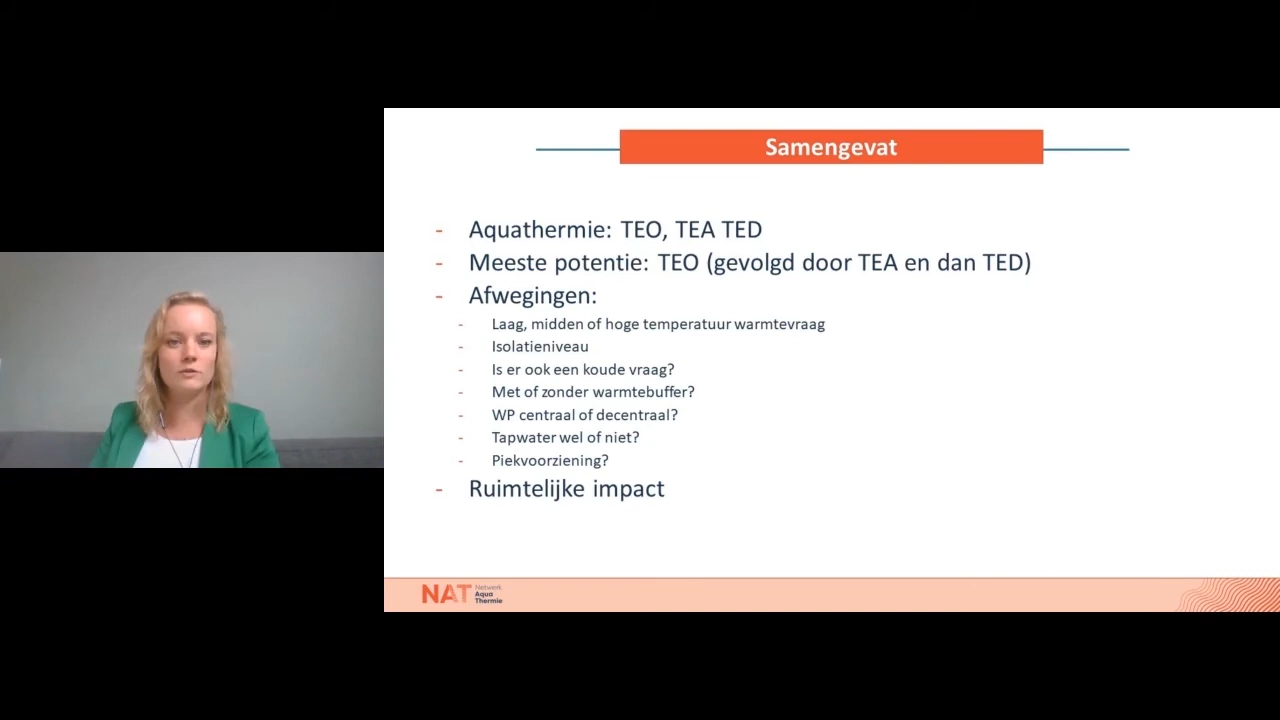 Samengevat
- Aquathermie: TEO, TEA TED
- Meeste potentie: TEO (gevolgd door TEA en dan TED)
- Afwegingen:
- Laag, midden of hoge temperatuur warmtevraag
- Isolatieniveau
- Is er ook een koude vraag?
- Met of zonder warmtebuffer?
- WP centraal of decentraal?
- Tapwater wel of niet?
- Piekvoorziening?
- Ruimtelijke impact
NAT
Netwerk
Aqua
Thermie